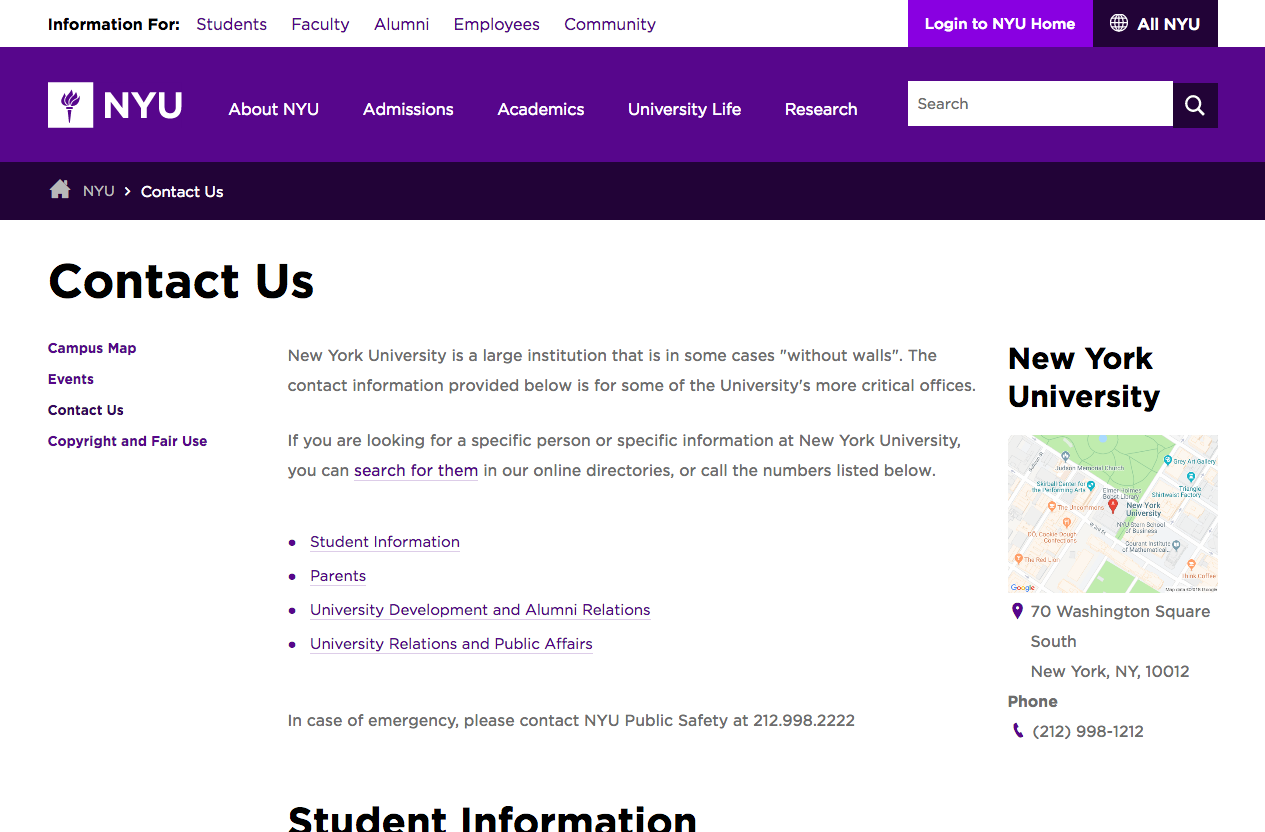 Information For: Students Faculty Alumni Employees Community
Login to NYU Home
All NYU
NYU
About NYU Admissions Academics University Life Research
Search
NYU > Contact Us
Contact Us
Campus Map
Events
Contact Us
Copyright and Fair Use
New York University is a large institution that is in some cases "without walls". The
contact information provided below is for some of the University's more critical offices.
If you are looking for a specific person or specific information at New York University,
you can search for them in our online directories, or call the numbers listed below.
• Student Information
• Parents
• University Development and Alumni Relations
• University Relations and Public Affairs
In case of emergency, please contact NYU Public Safety at 212.998.2222
Student Information
New York
University
Judson Memorial Church
Grey Art Gallery
Skirball Center for
the Performing Arts
Triangle
Shirtwaist Factory
Elmer Holmes
Bobst Library
The Uncommons
New York
University
W 3rd St
NYU Stern School
of Business
DŌ, Cookie Dough
Confections
Courant Institute
of Mathematical...
The Red Lion
Think Coffee
Google
70 Washington Square
South
New York, NY, 10012
Phone
(212) 998-1212